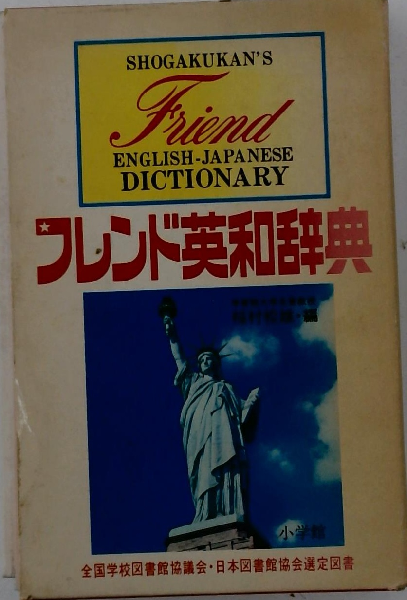 SHOGAKUKAN'S
Friend
ENGLISH-JAPANESE
DICTIONARY
フレンド英和辞典
編
小学館
全国学校図書館協議会・日本図書館協会選定図書